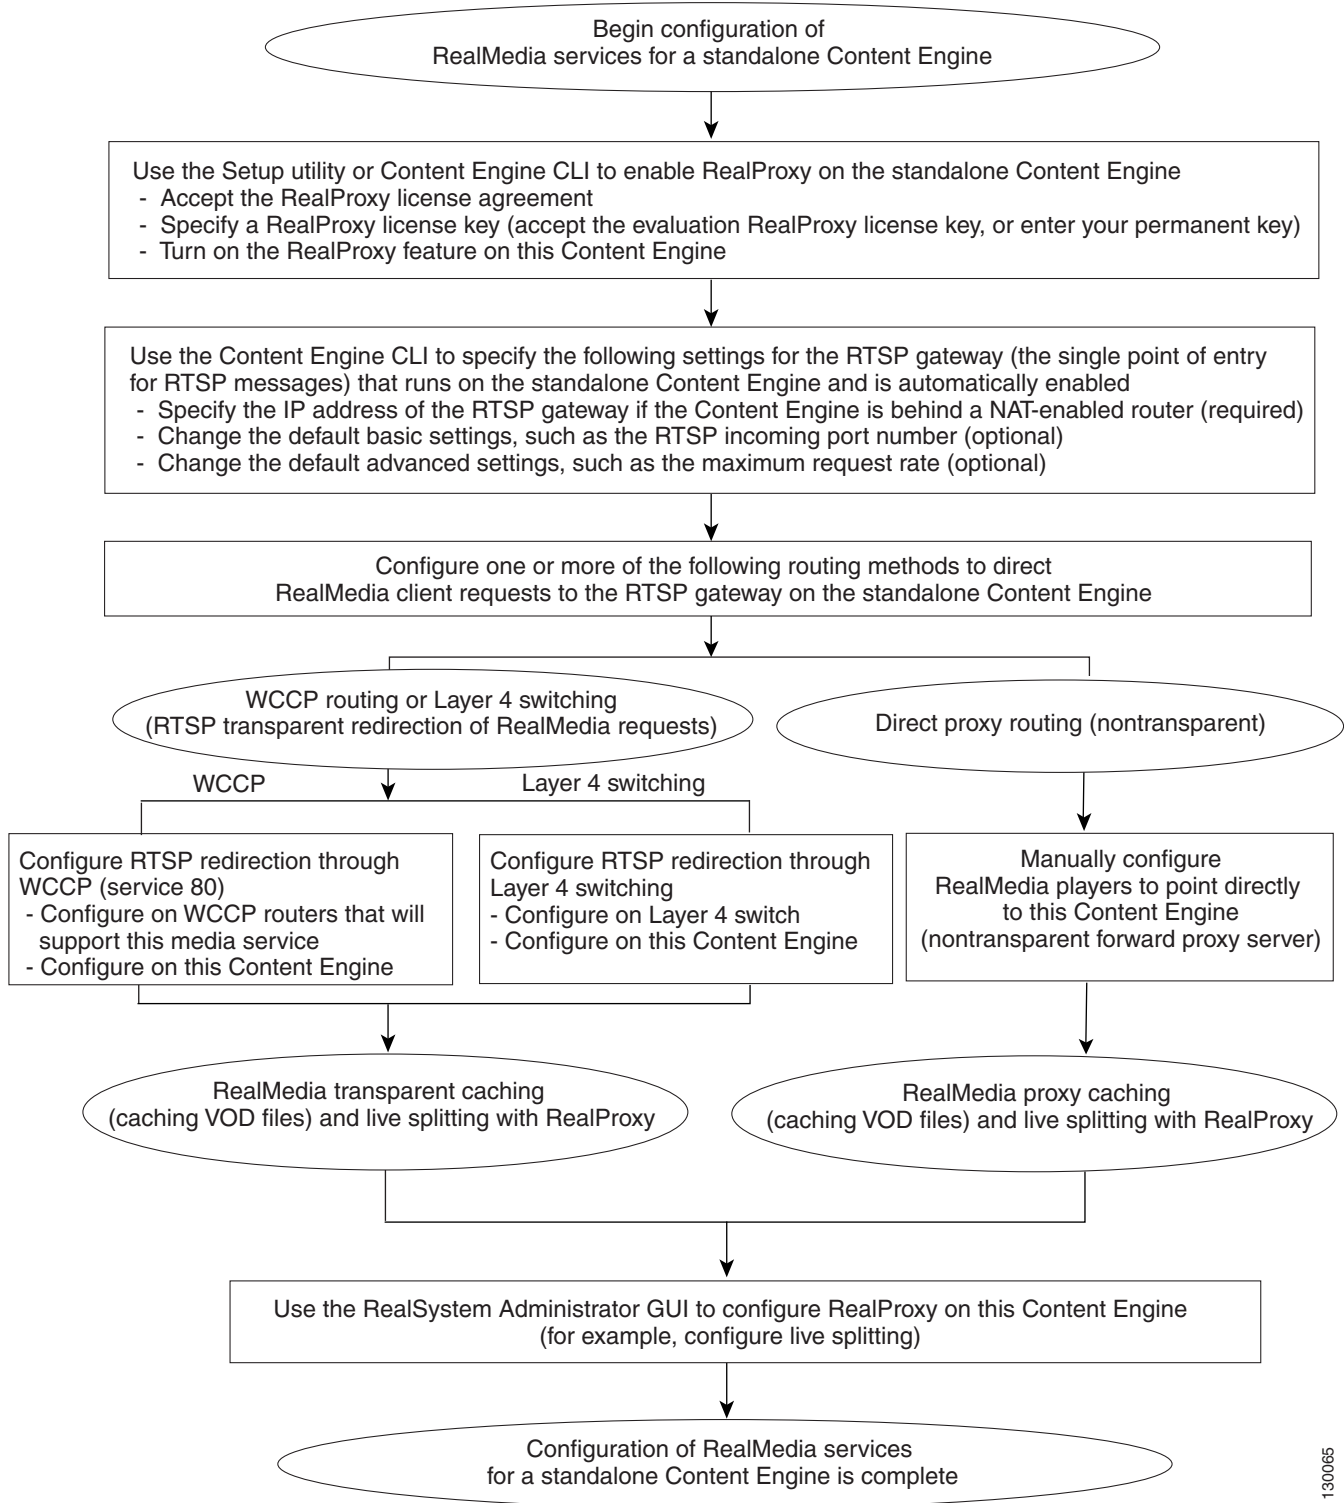 Begin configuration of
RealMedia services for a standalone Content Engine
Use the Setup utility or Content Engine CLI to enable RealProxy on the standalone Content Engine
- Accept the RealProxy license agreement
- Specify a RealProxy license key (accept the evaluation RealProxy license key, or enter your permanent key)
- Turn on the RealProxy feature on this Content Engine
Use the Content Engine CLI to specify the following settings for the RTSP gateway (the single point of entry
for RTSP messages) that runs on the standalone Content Engine and is automatically enabled
- Specify the IP address of the RTSP gateway if the Content Engine is behind a NAT-enabled router (required)
- Change the default basic settings, such as the RTSP incoming port number (optional)
- Change the default advanced settings, such as the maximum request rate (optional)
Configure one or more of the following routing methods to direct
RealMedia client requests to the RTSP gateway on the standalone Content Engine
WCCP routing or Layer 4 switching
(RTSP transparent redirection of RealMedia requests)
Direct proxy routing (nontransparent)
WCCP
Layer 4 switching
Configure RTSP redirection through
WCCP (service 80)
- Configure on WCCP routers that will
support this media service
- Configure on this Content Engine
Configure RTSP redirection through
Layer 4 switching
- Configure on Layer 4 switch
- Configure on this Content Engine
Manually configure
RealMedia players to point directly
to this Content Engine
(nontransparent forward proxy server)
RealMedia transparent caching
(caching VOD files) and live splitting with RealProxy
RealMedia proxy caching
(caching VOD files) and live splitting with RealProxy
Use the RealSystem Administrator GUI to configure RealProxy on this Content Engine
(for example, configure live splitting)
Configuration of RealMedia services
for a standalone Content Engine is complete
130065